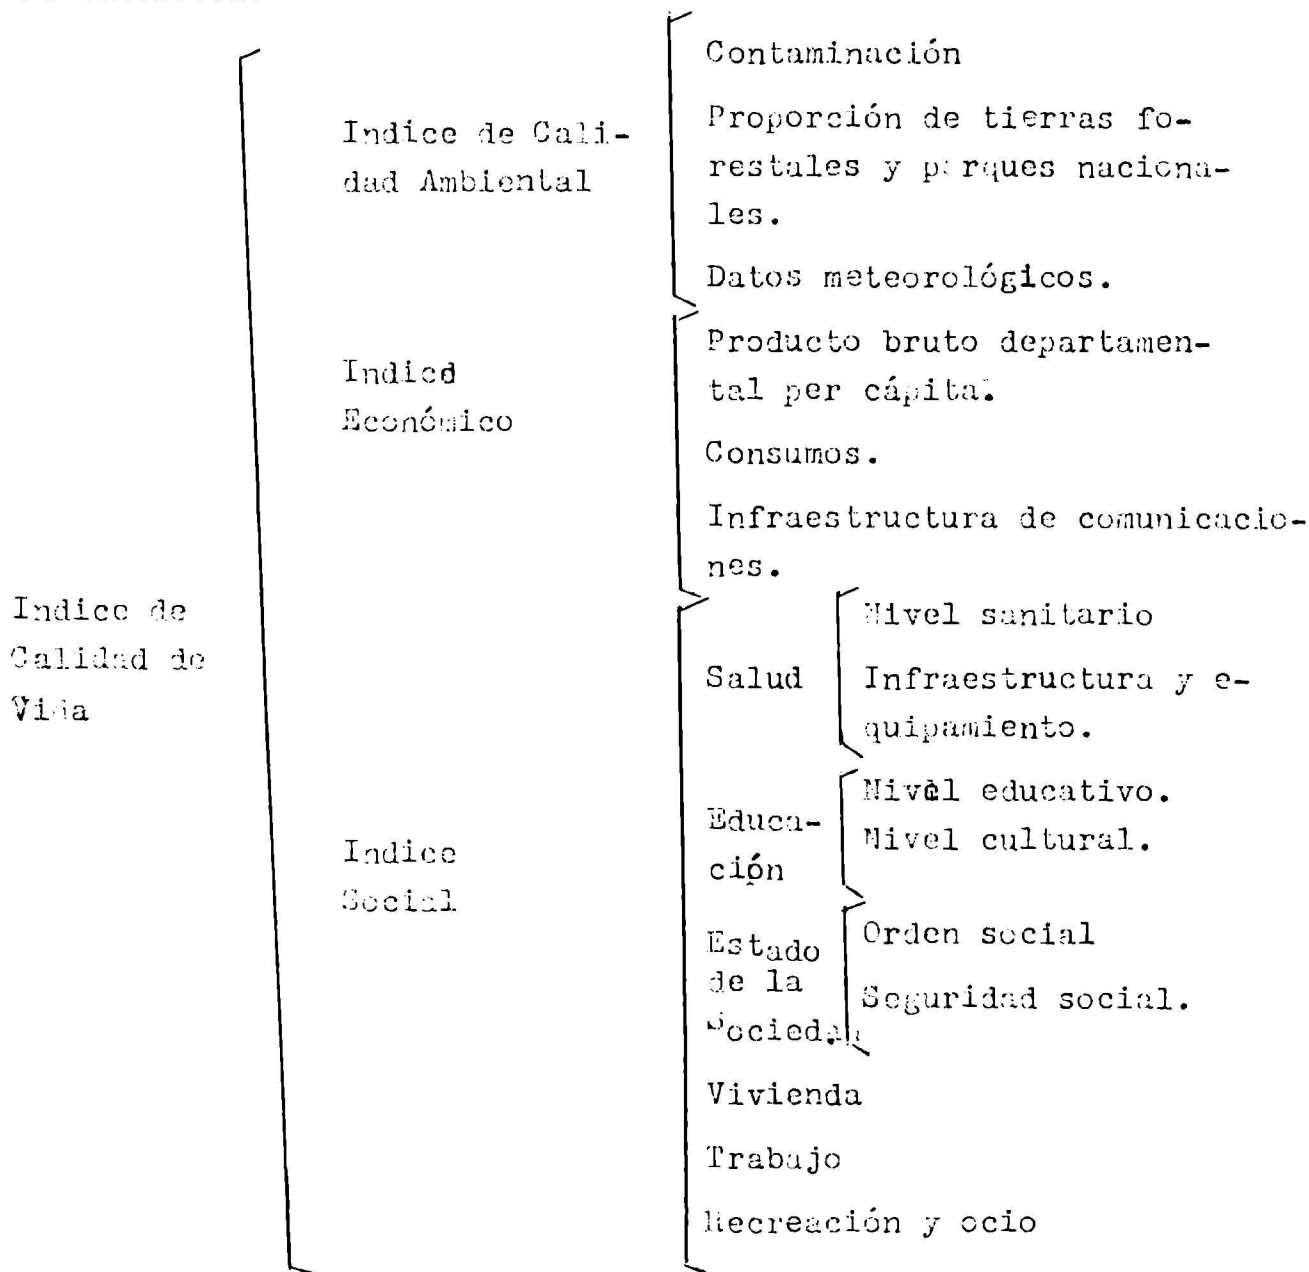 Contaminación
Indice de Cali-
dad Ambiental
Proporción de tierras fo-
restales y parques naciona-
les.
Datos meteorológicos.
Indice
Económico
Producto bruto departamen-
tal per cápita.
Consumos.
Infraestructura de comunicacio-
nes.
Indice de
Calidad de
Vida
Indice
Social
Salud
Nivel sanitario
Infraestructura y e-
quipamiento.
Educa-
ción
Nivel educativo.
Nivel cultural.
Estado
de la
Sociedad
Orden social
Seguridad social.
Vivienda
Trabajo
Recreación y ocio